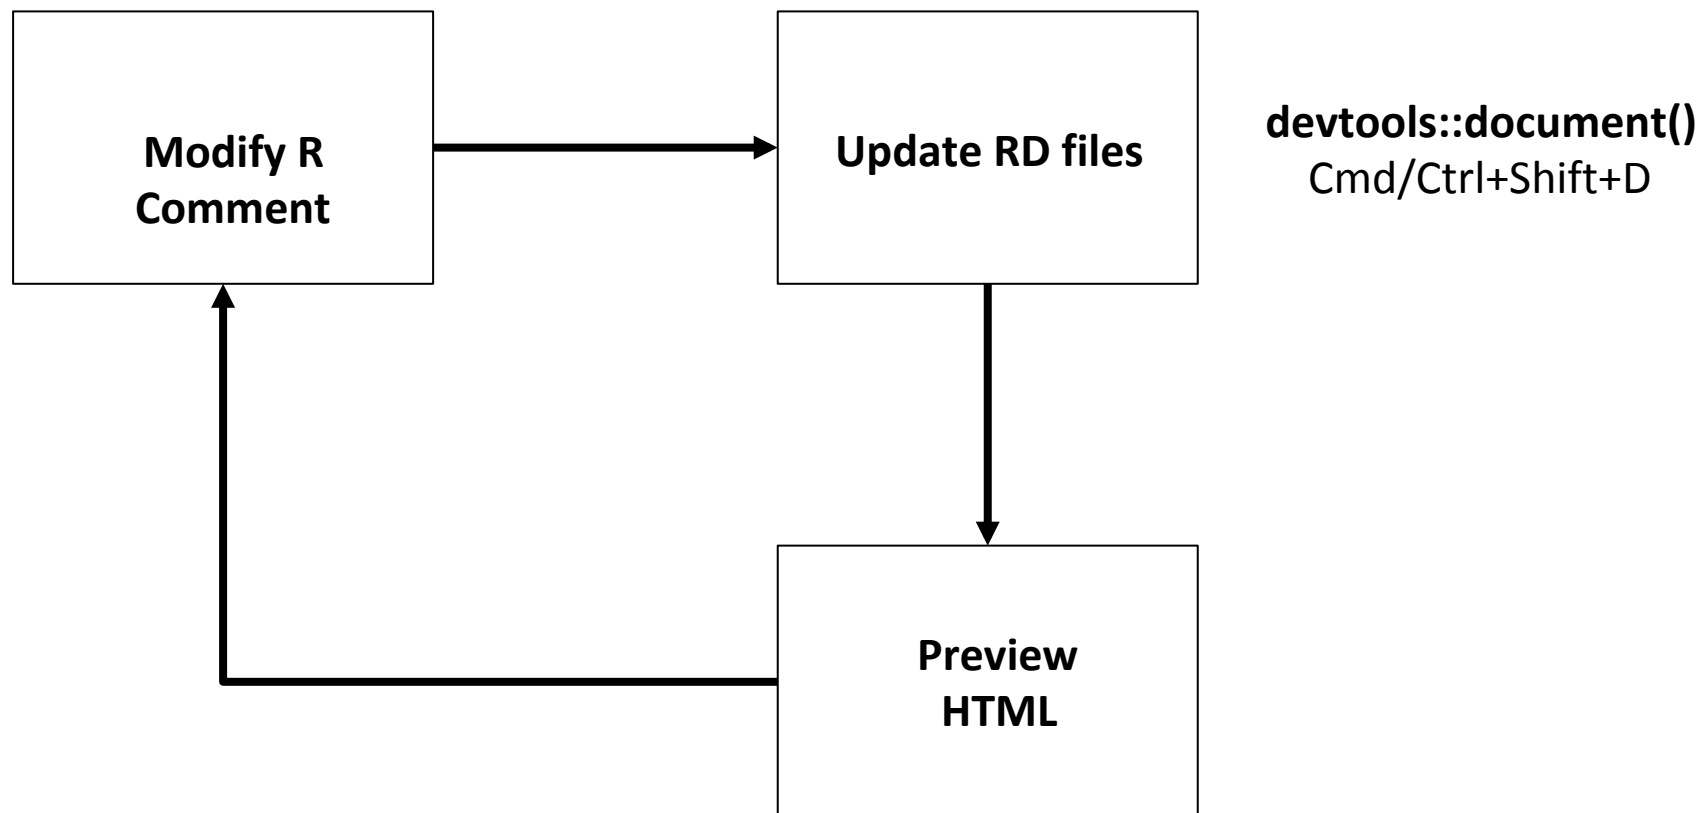 Modify R
Comment
Update RD files
devtools::document()
Cmd/Ctrl+Shift+D
Preview
HTML